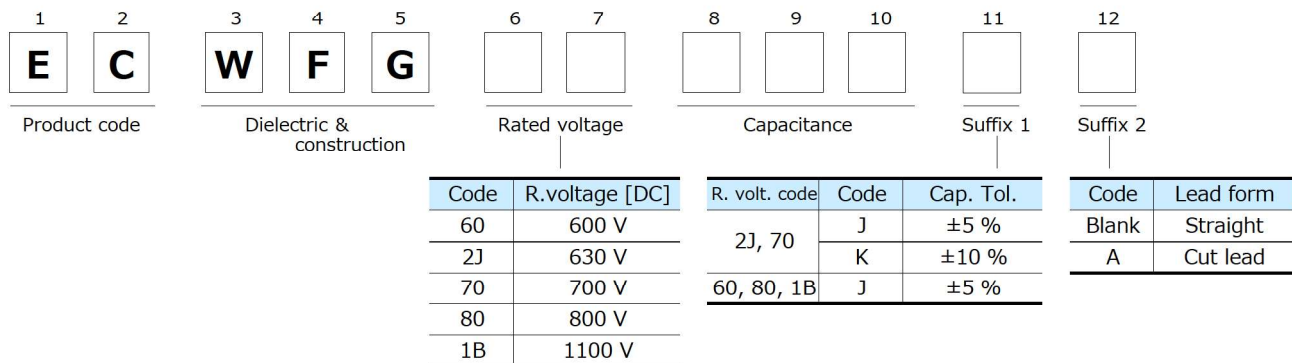 1 2 3 4 5 6 7 8 9 10 11 12
E C W F G
Product code Dielectric & construction Rated voltage Capacitance Suffix 1 Suffix 2
Code R.voltage [DC]
60 600 V
2J 630 V
70 700 V
80 800 V
1B 1100 V
R. volt. code Code Cap. Tol.
2J, 70 J ±5 %
K ±10 %
60, 80, 1B J ±5 %
Code Lead form
Blank Straight
A Cut lead